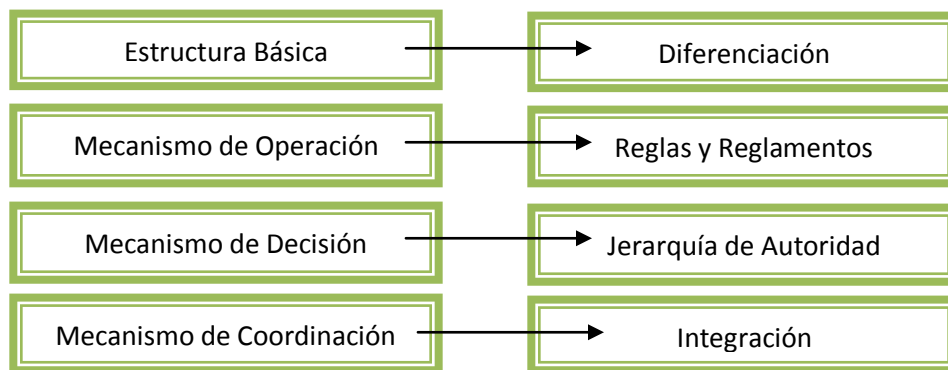 Estructura Básica
Diferenciación
Mecanismo de Operación
Reglas y Reglamentos
Mecanismo de Decisión
Jerarquía de Autoridad
Mecanismo de Coordinación
Integración